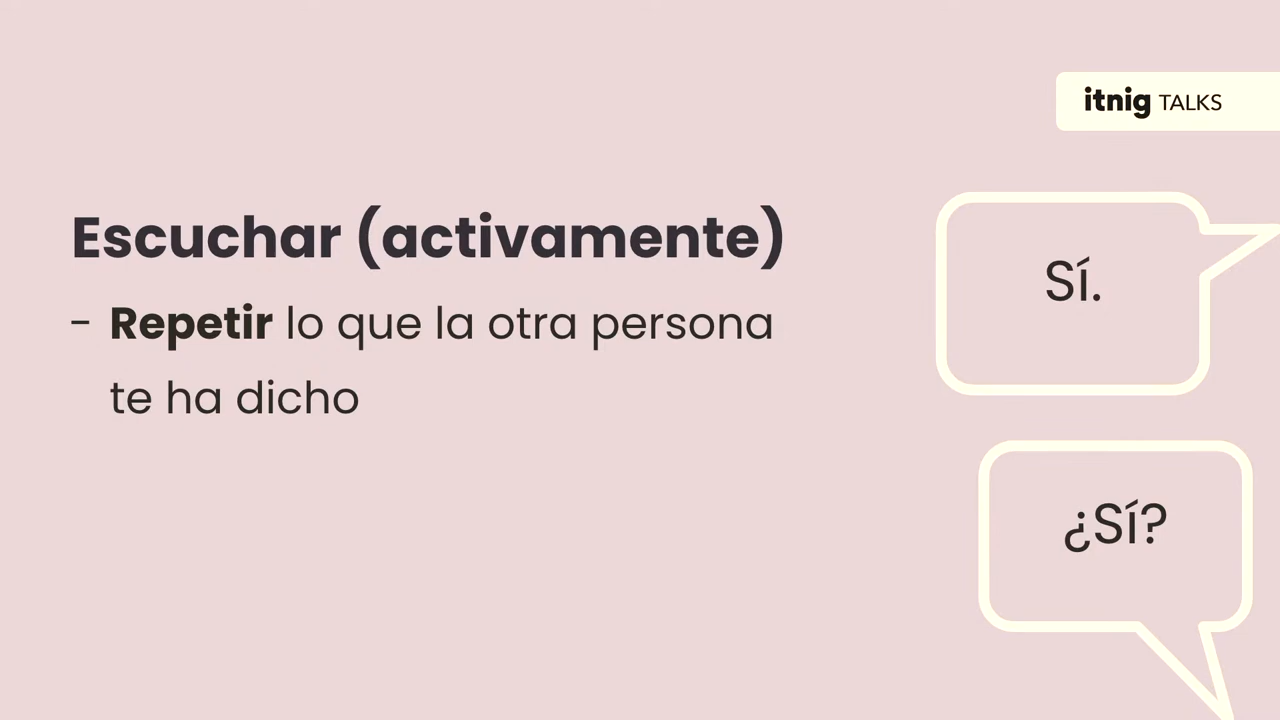 itnig TALKS
Escuchar (activamente)
- Repetir lo que la otra persona
te ha dicho
Sí.
¿Sí?